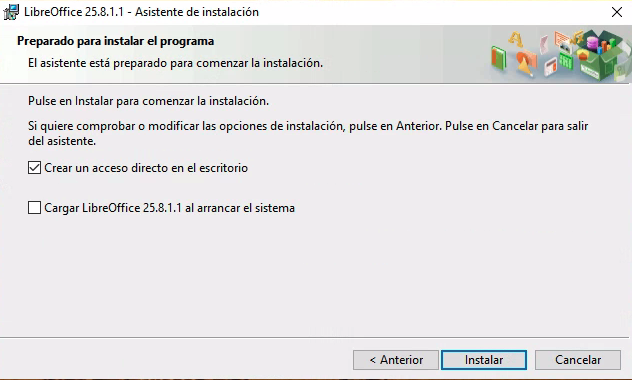 LibreOffice 25.8.1.1 - Asistente de instalación
Preparado para instalar el programa
El asistente está preparado para comenzar la instalación.
Pulse en Instalar para comenzar la instalación.
Si quiere comprobar o modificar las opciones de instalación, pulse en Anterior. Pulse en Cancelar para salir
del asistente.
Crear un acceso directo en el escritorio
Cargar LibreOffice 25.8.1.1 al arrancar el sistema
< Anterior
Instalar
Cancelar